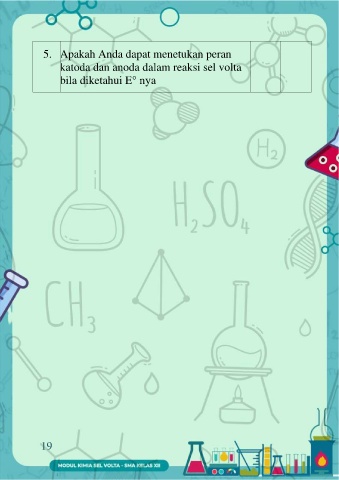 5. Apakah Anda dapat menetukan peran
katoda dan anoda dalam reaksi sel volta
bila diketahui E° nya
H₂
H₂SO₄
CH₃
19
MODUL KIMIA SEL VOLTA - SMA KELAS XII